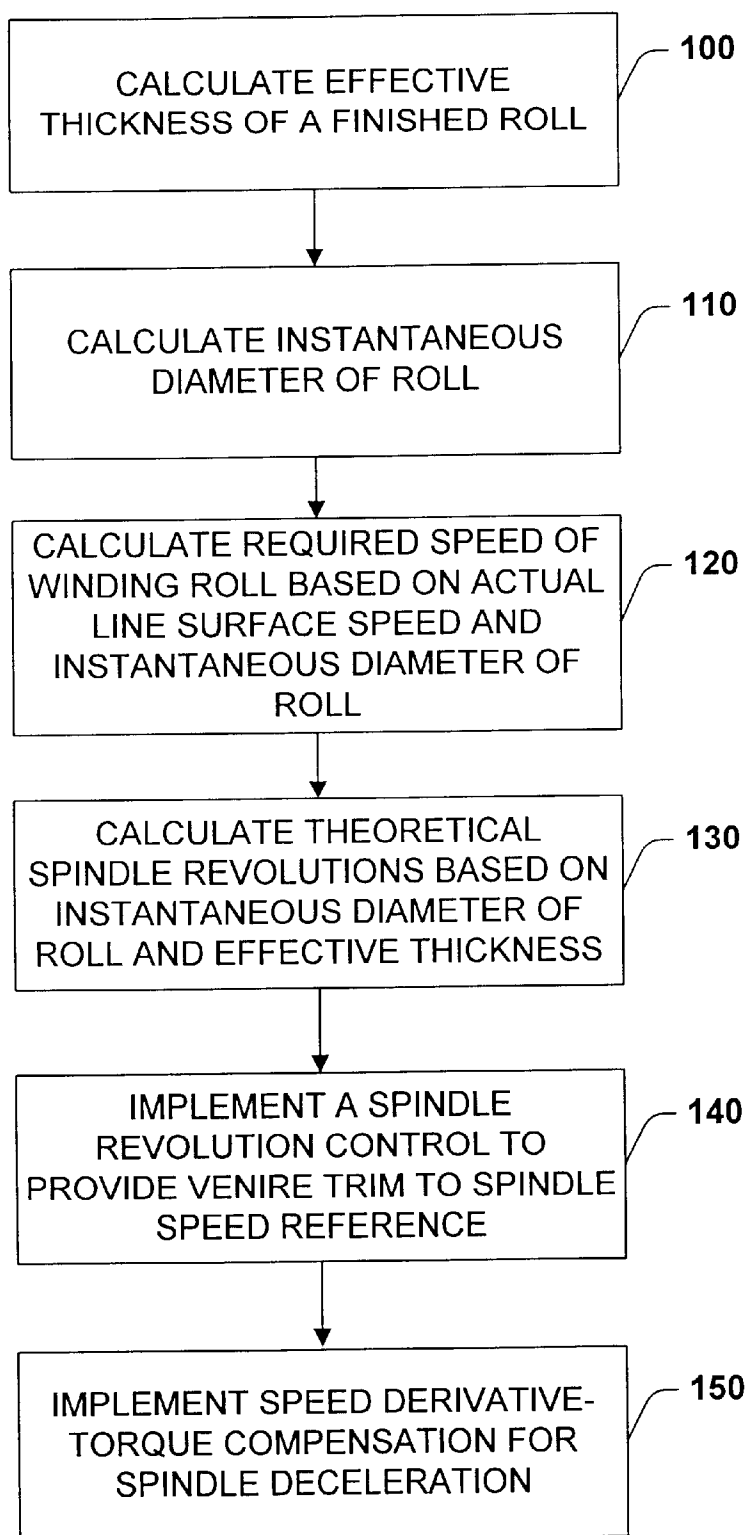 CALCULATE EFFECTIVE
THICKNESS OF A FINISHED ROLL
100
CALCULATE INSTANTANEOUS
DIAMETER OF ROLL
110
CALCULATE REQUIRED SPEED OF
WINDING ROLL BASED ON ACTUAL
LINE SURFACE SPEED AND
INSTANTANEOUS DIAMETER OF
ROLL
120
CALCULATE THEORETICAL
SPINDLE REVOLUTIONS BASED ON
INSTANTANEOUS DIAMETER OF
ROLL AND EFFECTIVE THICKNESS
130
IMPLEMENT A SPINDLE
REVOLUTION CONTROL TO
PROVIDE VENIRE TRIM TO SPINDLE
SPEED REFERENCE
140
IMPLEMENT SPEED DERIVATIVE-
TORQUE COMPENSATION FOR
SPINDLE DECELERATION
150